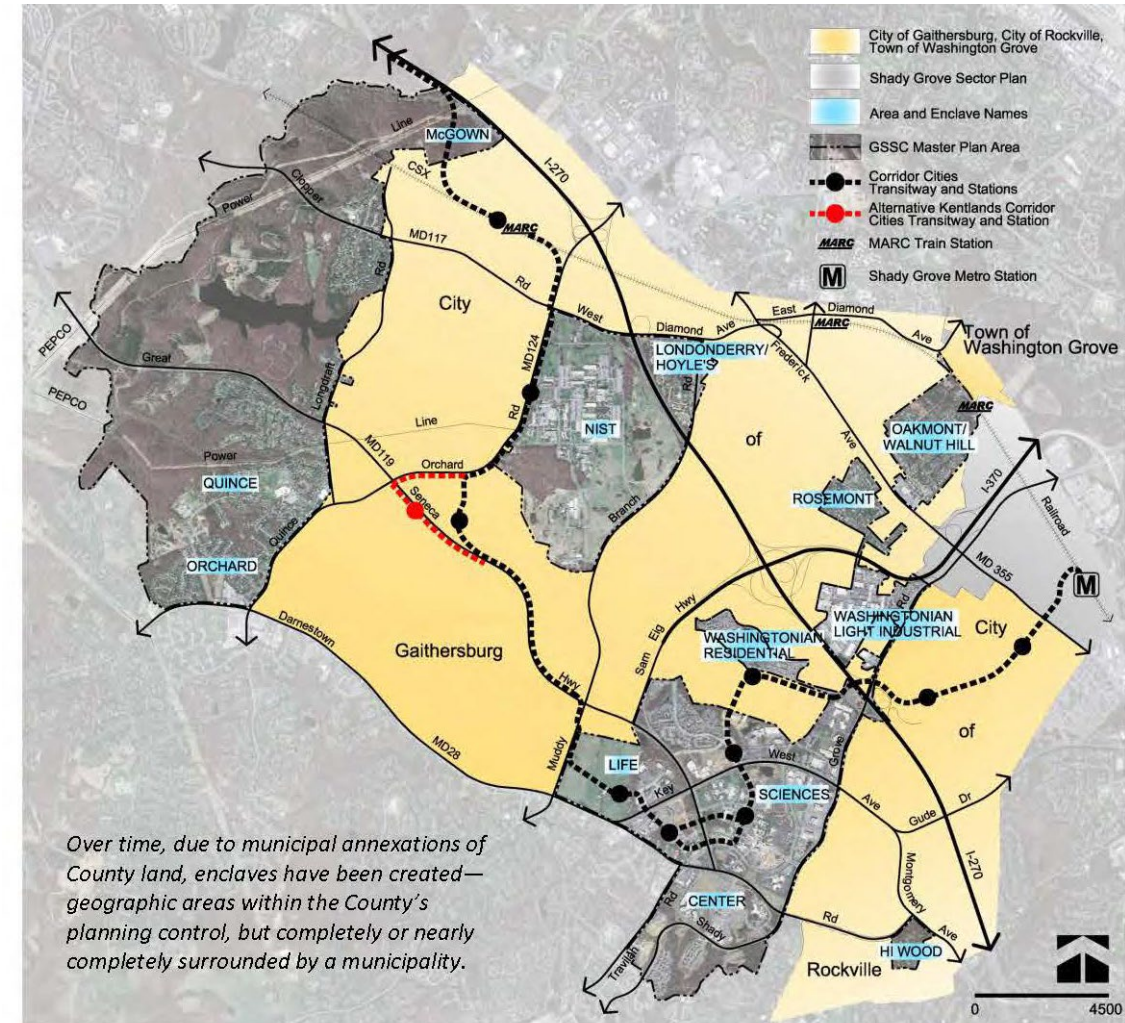 City of Gaithersburg, City of Rockville,
Town of Washington Grove
Shady Grove Sector Plan
Area and Enclave Names
GSSC Master Plan Area
Corridor Cities
Transitway and Stations
Alternative Kentlands Corridor
Cities Transitway and Station
MARC MARC Train Station
M Shady Grove Metro Station
McGOWN
Line
Power
Clopper
Rd
CSX
I-270
MARC
MD117
Rd
City
West
Diamond
Ave
East
Diamond
Ave
MARC
Town of
Washington Grove
PEPCO
PEPCO
Great
Longdraft
Rd
MD124
Rd
LONDONDERRY/
HOYLE'S
Rd
Frederick
Ave
MARC
OAKMONT/
WALNUT HILL
NIST
of
Line
Power
MD119
Orchard
Seneca
QUINCE
Quince
ORCHARD
Branch
ROSEMONT
I-370
Railroad
MD 355
M
Darnestown
Gaithersburg
Hwy
Sam Eig Hwy
WASHINGTONIAN
LIGHT INDUSTRIAL
Rd
WASHINGTONIAN
RESIDENTIAL
City
of
MD28
Muddy
LIFE
Key
West
Ave
SCIENCES
Grove
Gude Dr
Montgomery
Ave
I-270
CENTER
Rd
Shady
Travilah
Rd
HI WOOD
Rockville
Over time, due to municipal annexations of
County land, enclaves have been created—
geographic areas within the County's
planning control, but completely or nearly
completely surrounded by a municipality.
0 4500